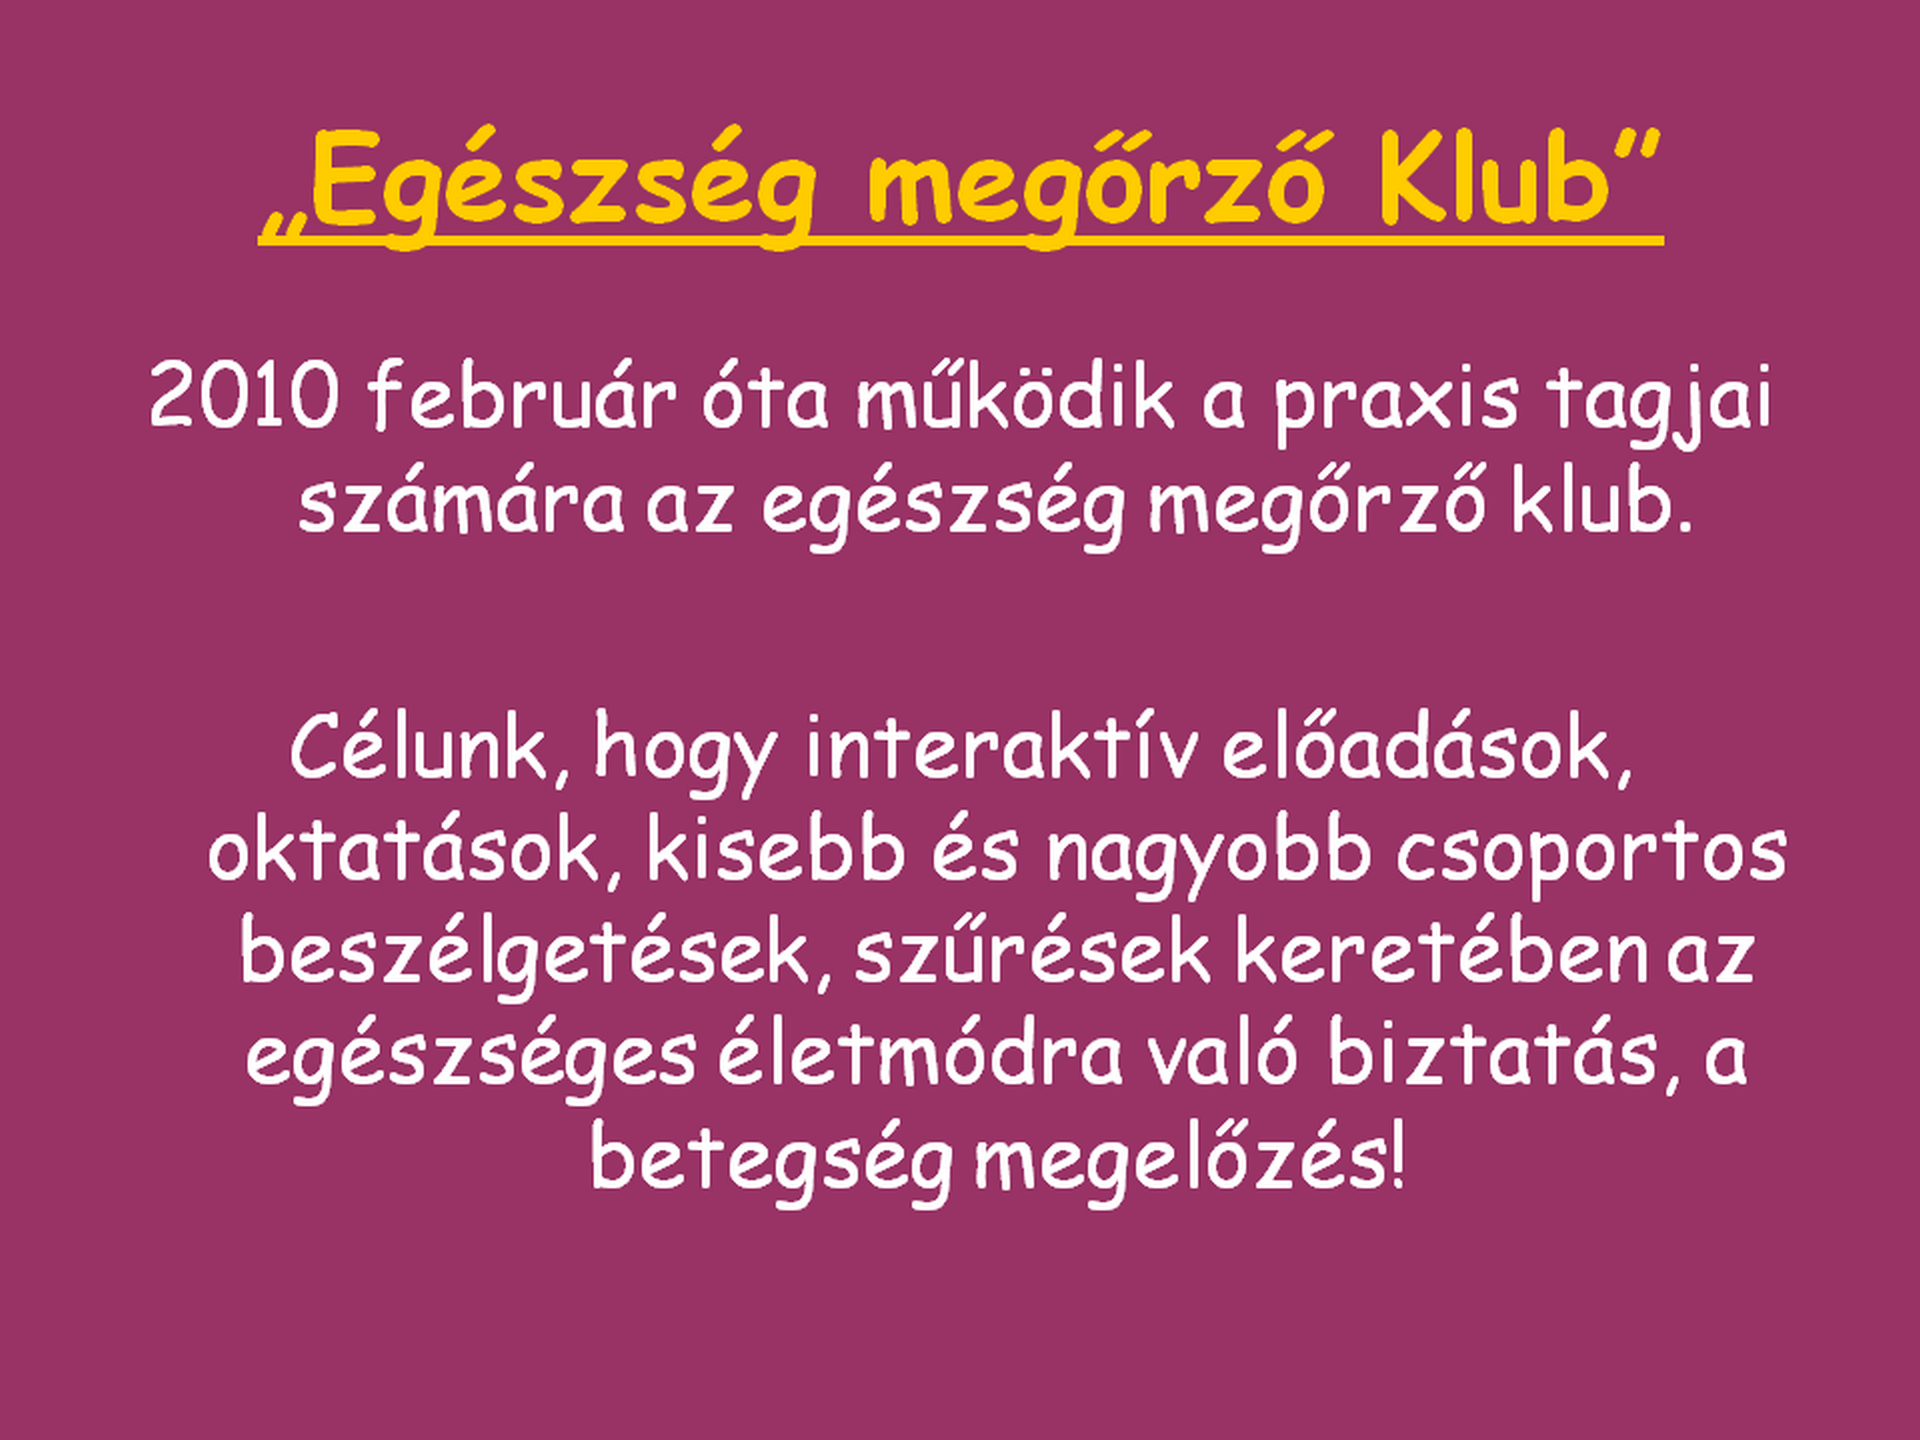 „Egészség megőrző Klub”
2010 február óta működik a praxis tagjai
számára az egészség megőrző klub.
Célunk, hogy interaktív előadások,
oktatások, kisebb és nagyobb csoportos
beszélgetések, szűrések keretében az
egészséges életmódra való biztatás, a
betegség megelőzés!